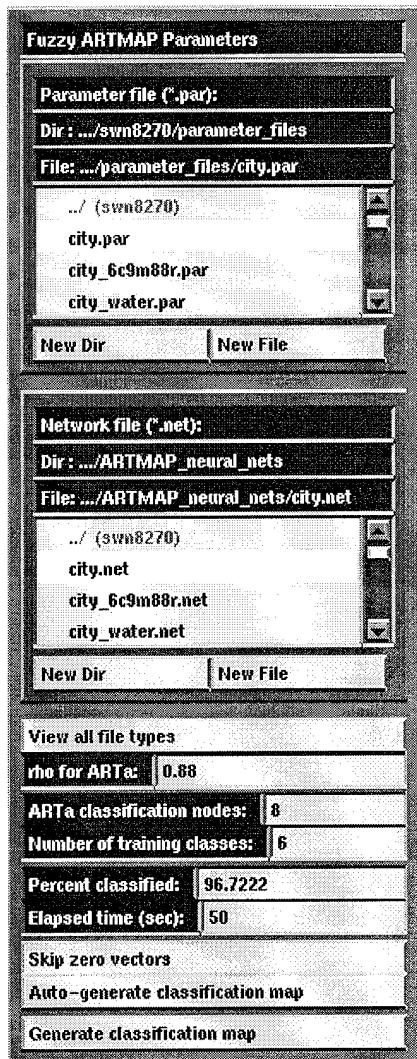 Fuzzy ARTMAP Parameters
Parameter file (*.par):
Dir : .../swn8270/parameter_files
File: .../parameter_files/city.par
../ (swn8270)
city.par
city_6c9m88r.par
city_water.par
New Dir New File
Network file (*.net):
Dir : .../ARTMAP_neural_nets
File: .../ARTMAP_neural_nets/city.net
../ (swn8270)
city.net
city_6c9m88r.net
city_water.net
New Dir New File
View all file types
rho for ARTa: 0.88
ARTa classification nodes: 8
Number of training classes: 6
Percent classified: 96.7222
Elapsed time (sec): 50
Skip zero vectors
Auto-generate classification map
Generate classification map